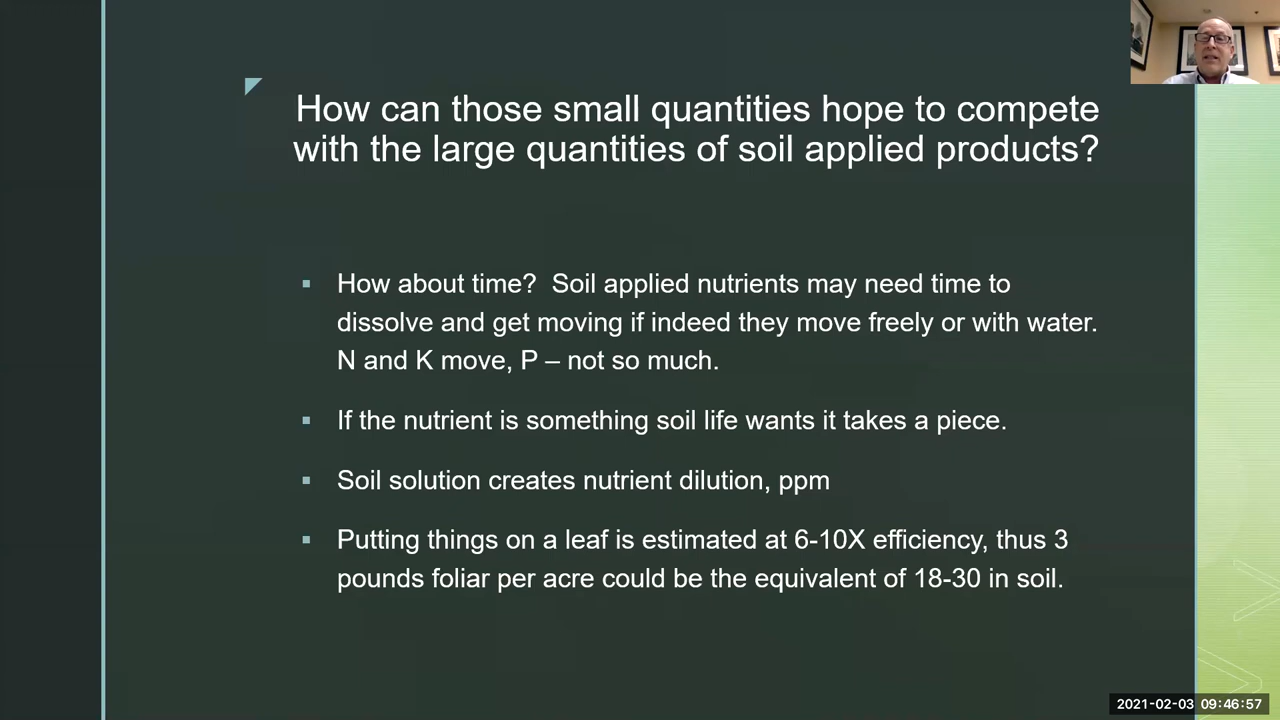 How can those small quantities hope to compete
with the large quantities of soil applied products?
▪ How about time?  Soil applied nutrients may need time to
dissolve and get moving if indeed they move freely or with water.
N and K move, P – not so much.
▪ If the nutrient is something soil life wants it takes a piece.
▪ Soil solution creates nutrient dilution, ppm
▪ Putting things on a leaf is estimated at 6-10X efficiency, thus 3
pounds foliar per acre could be the equivalent of 18-30 in soil.
2021-02-03 09:46:57